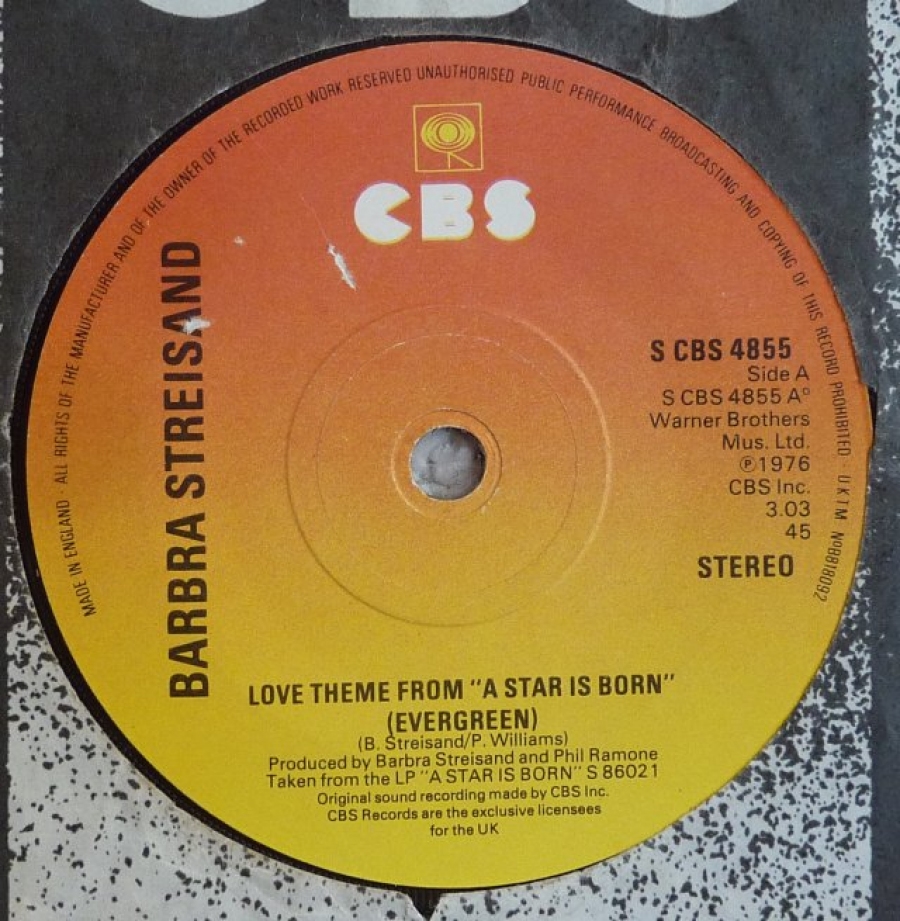 MADE IN ENGLAND · ALL RIGHTS OF THE MANUFACTURER AND OF THE OWNER OF THE RECORDED WORK RESERVED UNAUTHORISED PUBLIC PERFORMANCE BROADCASTING AND COPYING OF THIS RECORD PROHIBITED · UKTM No8818092
CBS
BARBRA STREISAND
S CBS 4855
Side A
S CBS 4855 A°
Warner Brothers
Mus. Ltd.
℗1976
CBS Inc.
3.03
45
STEREO
LOVE THEME FROM "A STAR IS BORN"
(EVERGREEN)
(B. Streisand/P. Williams)
Produced by Barbra Streisand and Phil Ramone
Taken from the LP "A STAR IS BORN" S 86021
Original sound recording made by CBS Inc.
CBS Records are the exclusive licensees
for the UK